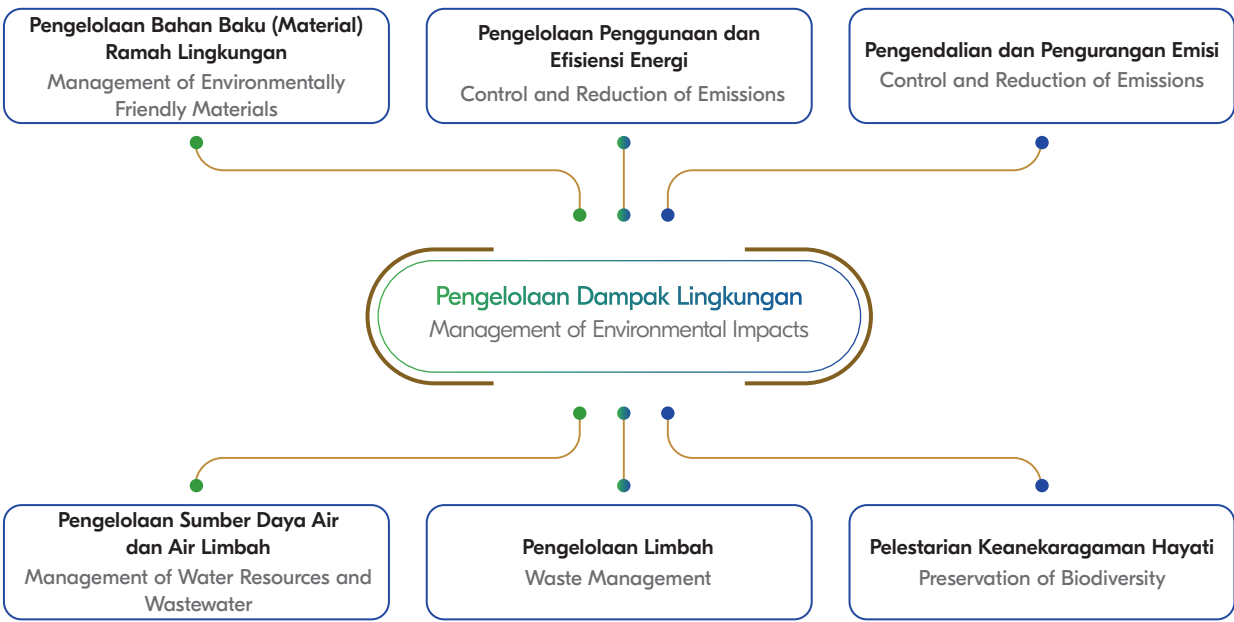 Pengelolaan Bahan Baku (Material)
Ramah Lingkungan
Management of Environmentally
Friendly Materials
Pengelolaan Penggunaan dan
Efisiensi Energi
Control and Reduction of Emissions
Pengendalian dan Pengurangan Emisi
Control and Reduction of Emissions
Pengelolaan Dampak Lingkungan
Management of Environmental Impacts
Pengelolaan Sumber Daya Air
dan Air Limbah
Management of Water Resources and
Wastewater
Pengelolaan Limbah
Waste Management
Pelestarian Keanekaragaman Hayati
Preservation of Biodiversity